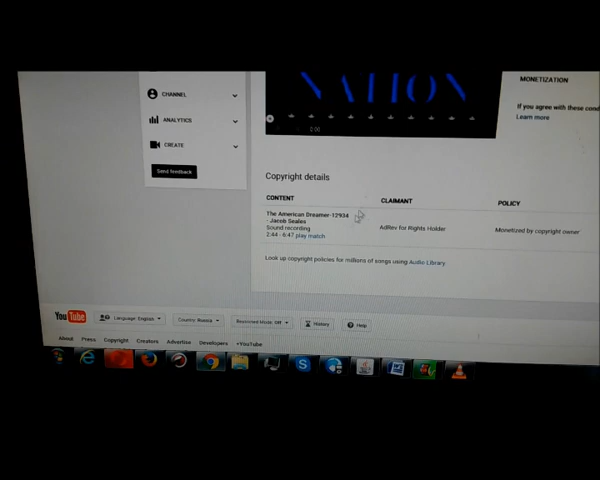 NATION
MONETIZATION
CHANNEL
If you agree with these cond
Learn more
ANALYTICS
0:00
CREATE
Send feedback
Copyright details
CONTENT CLAIMANT POLICY
The American Dreamer-12934
- Jacob Seales
Sound recording
2:44 - 6:47 play match
AdRev for Rights Holder
Monetized by copyright owner
Look up copyright policies for millions of songs using Audio Library.
YouTube
Language: English
Country: Russia
Restricted Mode: Off
History
Help
About Press Copyright Creators Advertise Developers +YouTube